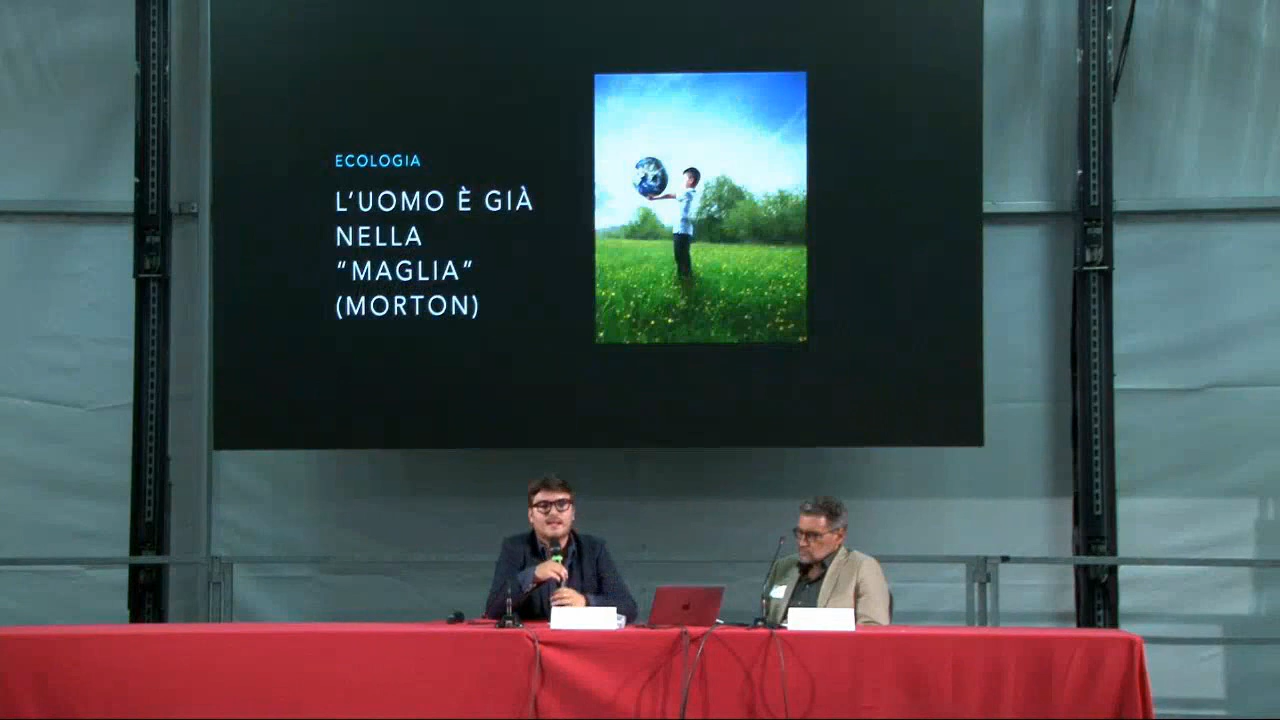 ECOLOGIA
L’UOMO È GIÀ
NELLA
“MAGLIA”
(MORTON)